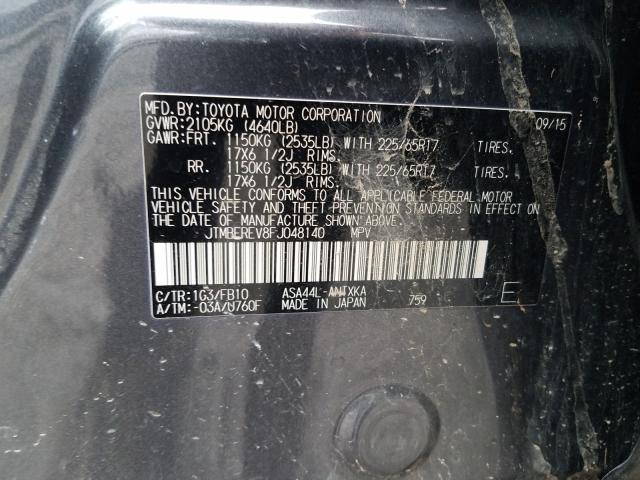 MFD. BY: TOYOTA MOTOR CORPORATION 09/15
GVWR: 2105KG (4640LB)
GAWR: FRT. 1150KG (2535LB) WITH 225/65R17 TIRES.
17X6 1/2J RIMS.
RR. 1150KG (2535LB) WITH 225/65R17 TIRES.
17X6 1/2J RIMS.
THIS VEHICLE CONFORMS TO ALL APPLICABLE FEDERAL MOTOR
VEHICLE SAFETY AND THEFT PREVENTION STANDARDS IN EFFECT ON
THE DATE OF MANUFACTURE SHOWN ABOVE.
JTMBEREV8FJ048140 MPV
C/TR: 1G3/FB10 ASA44L-ANTXKA
A/TM: -03A/U760F MADE IN JAPAN 759 E